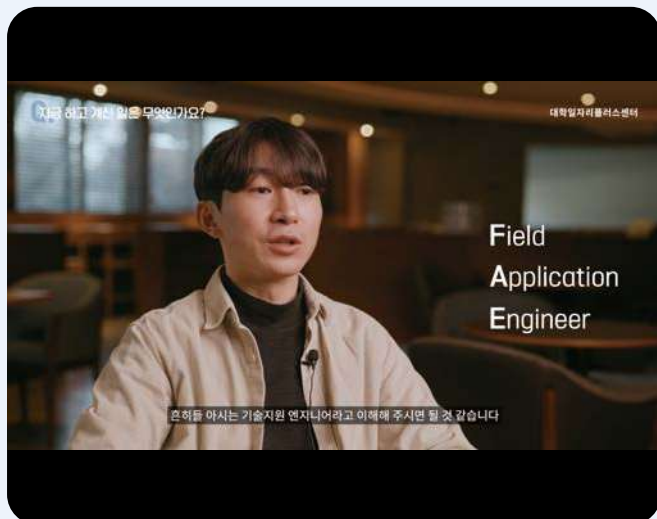 Q. 지금 하고 계신 일은 무엇인가요?
대학일자리플러스센터
Field
Application
Engineer
흔히들 아시는 기술지원 엔지니어라고 이해해 주시면 될 것 같습니다